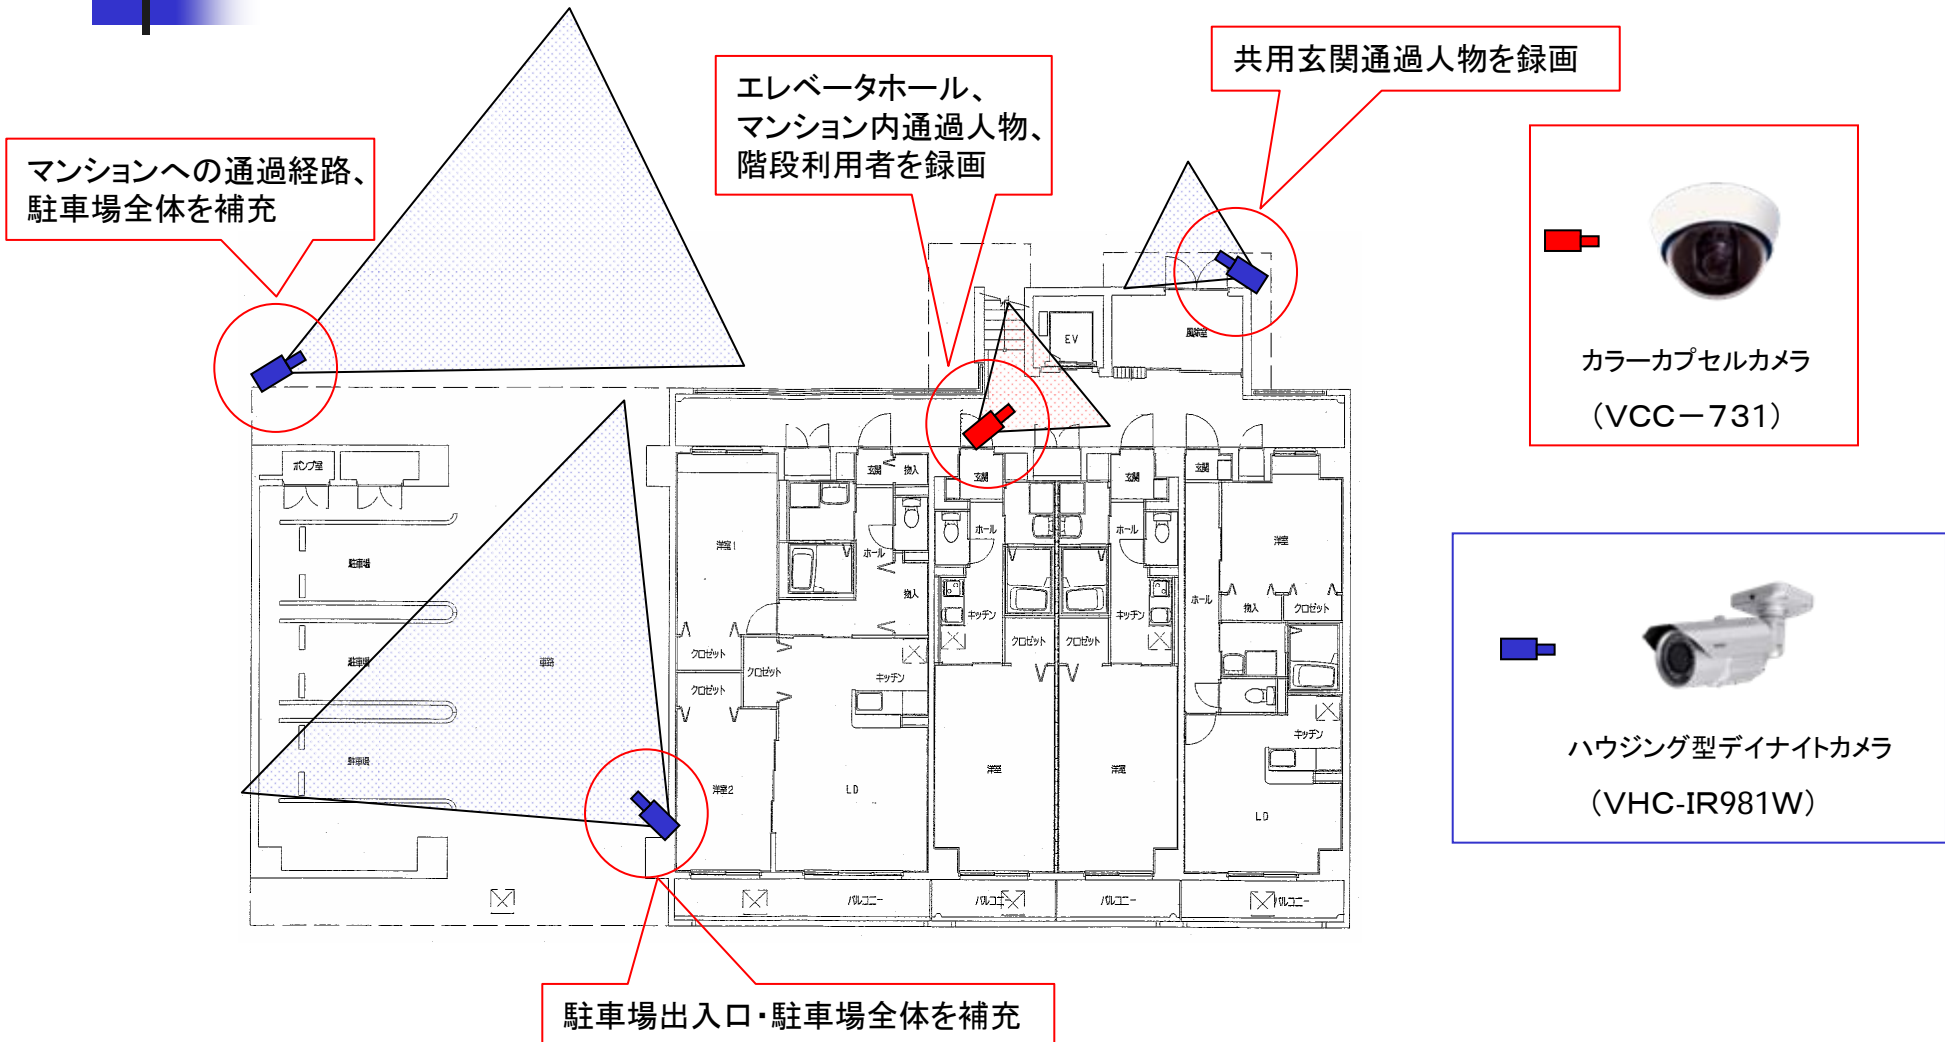 共用玄関通過人物を録画
エレベータホール、
マンション内通過人物、
階段利用者を録画
マンションへの通過経路、
駐車場全体を補充
カラーカプセルカメラ
（VCC－731）
ハウジング型デイナイトカメラ
（VHC-IR981W）
駐車場出入口・駐車場全体を補充
EV
風除室
ポンプ室
駐車場
駐車場
駐車場
車路
玄関
物入
洋室1
ホール
物入
クロゼット
クロゼット
クロゼット
キッチン
洋室2
LD
玄関
ホール
キッチン
クロゼット
洋室
玄関
ホール
キッチン
クロゼット
洋室
玄関
洋室
ホール
物入
クロゼット
キッチン
LD
バルコニー
バルコニー
バルコニー
バルコニー